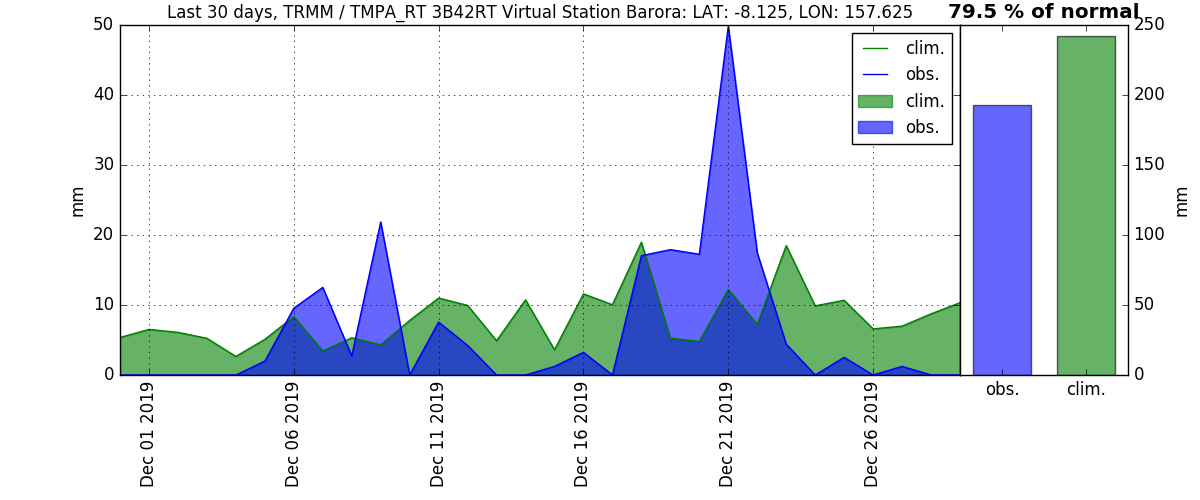 Last 30 days, TRMM / TMPA_RT 3B42RT Virtual Station Barora: LAT: -8.125, LON: 157.625
79.5 % of normal
50
40
30
20
10
0
mm
clim.
obs.
clim.
obs.
Dec 01 2019
Dec 06 2019
Dec 11 2019
Dec 16 2019
Dec 21 2019
Dec 26 2019
250
200
150
100
50
0
mm
obs.
clim.